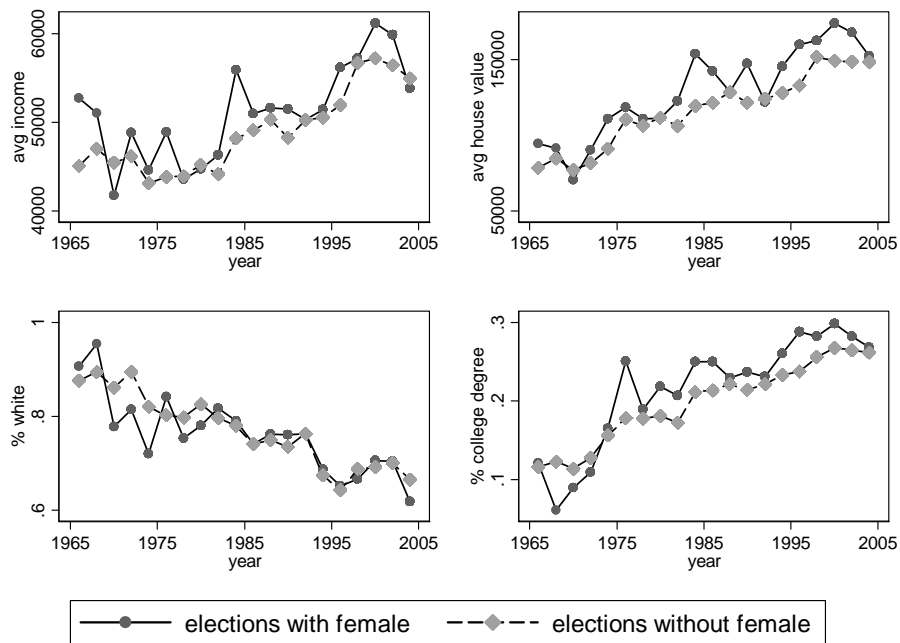 avg income
40000 50000 60000
1965 1975 1985 1995 2005
year
avg house value
50000 150000
1965 1975 1985 1995 2005
year
% white
.6 .7 .8 .9 1
1965 1975 1985 1995 2005
year
% college degree
.1 .2 .3
1965 1975 1985 1995 2005
year
elections with female elections without female